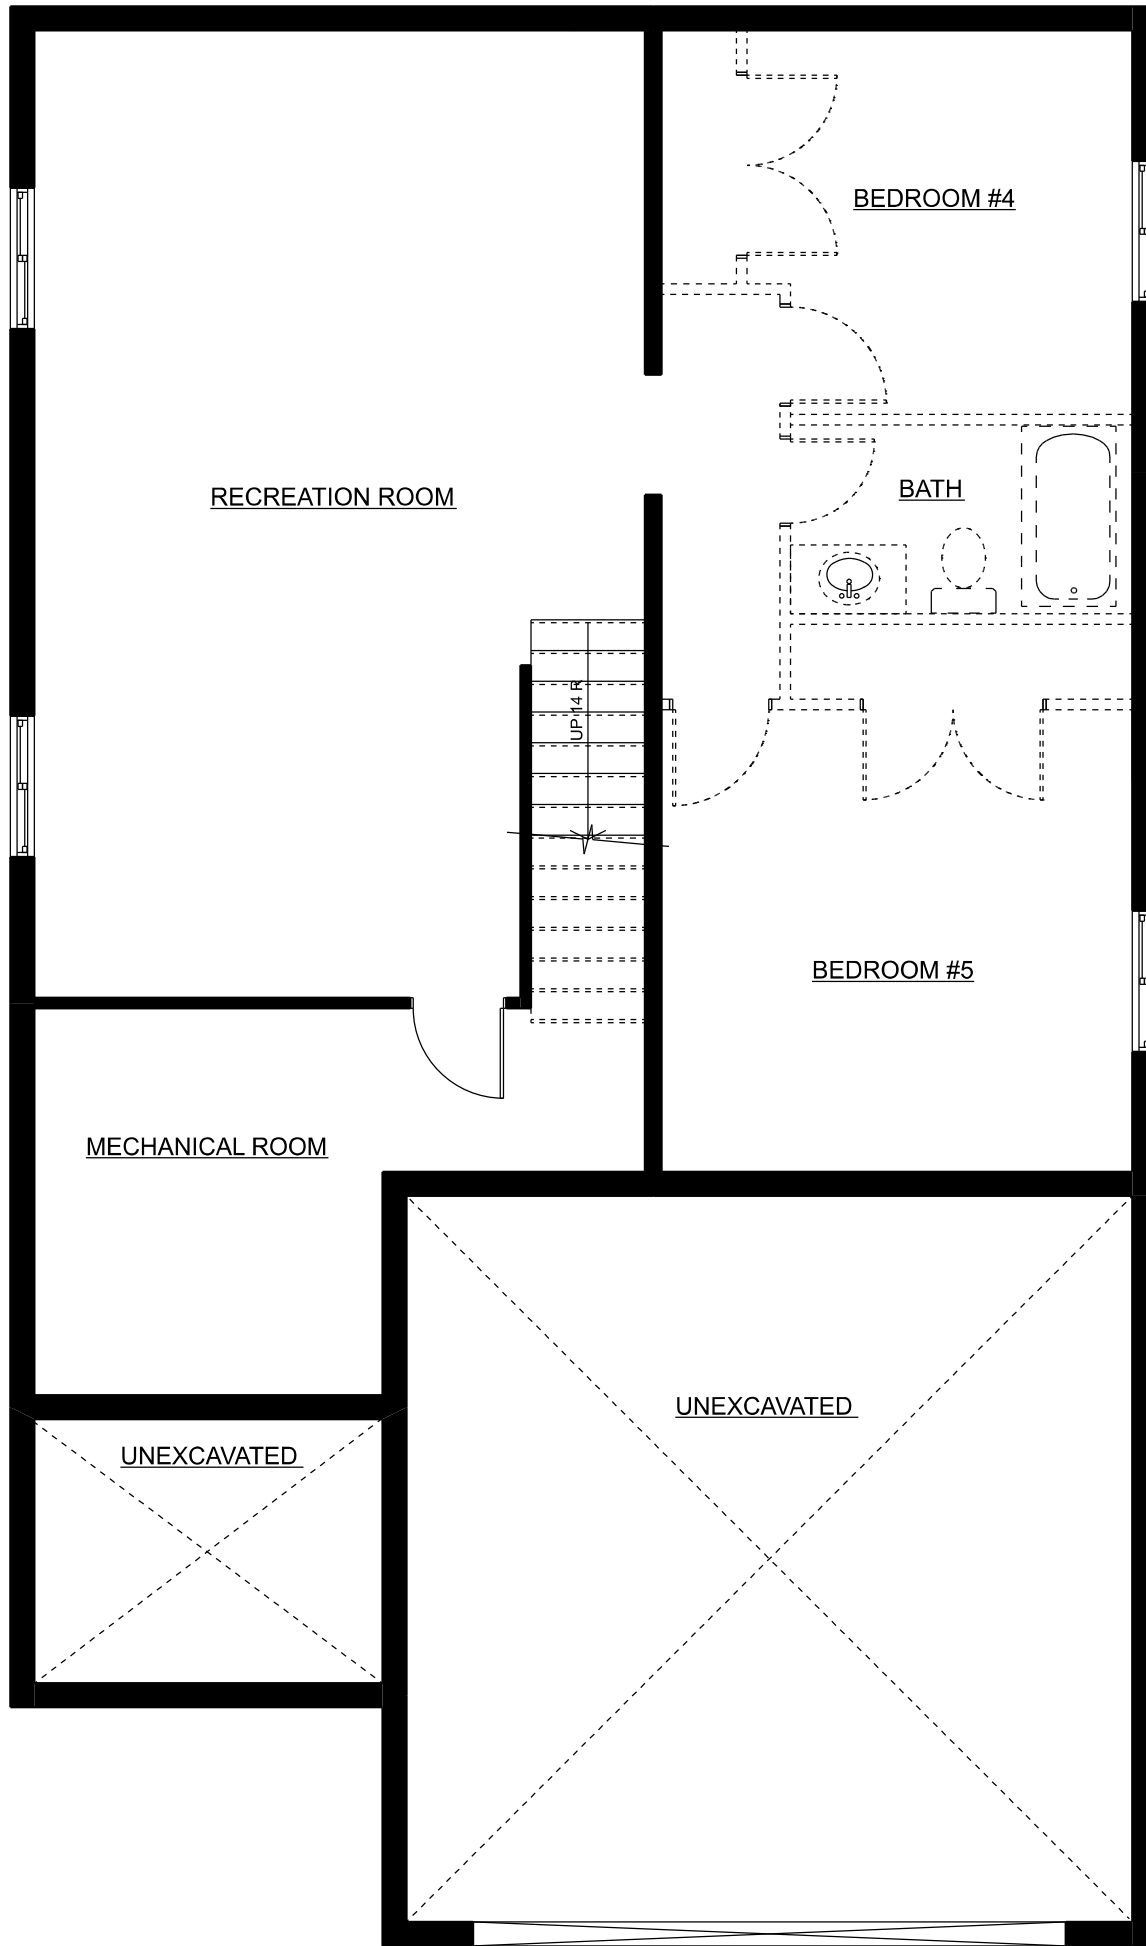 BEDROOM #4
RECREATION ROOM
BATH
UP 14 R
BEDROOM #5
MECHANICAL ROOM
UNEXCAVATED
UNEXCAVATED